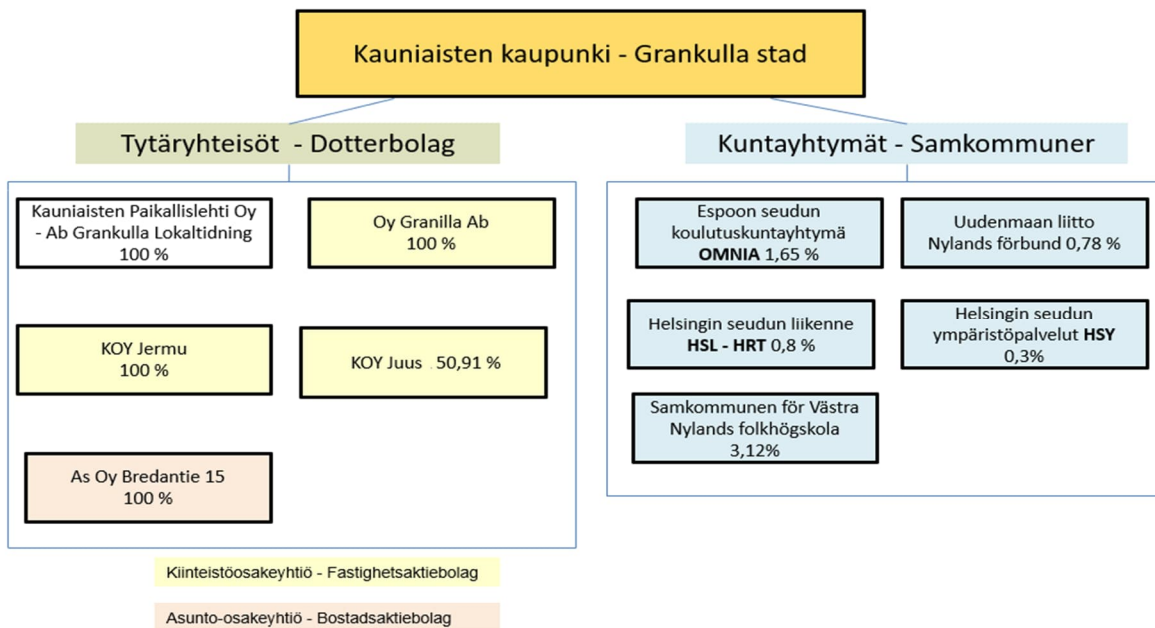 Kauniaisten kaupunki - Grankulla stad
Tytäryhteisöt - Dotterbolag
Kauniaisten Paikallislehti Oy
- Ab Grankulla Lokaltidning
100 %
Oy Granilla Ab
100 %
KOY Jermu
100 %
KOY Juus . 50,91 %
As Oy Bredantie 15
100 %
Kuntayhtymät - Samkommuner
Espoon seudun
koulutuskuntayhtymä
OMNIA 1,65 %
Uudenmaan liitto
Nylands förbund 0,78 %
Helsingin seudun liikenne
HSL - HRT 0,8 %
Helsingin seudun
ympäristöpalvelut HSY
0,3%
Samkommunen för Västra
Nylands folkhögskola
3,12%
Kiinteistöosakeyhtiö - Fastighetsaktiebolag
Asunto-osakeyhtiö - Bostadsaktiebolag